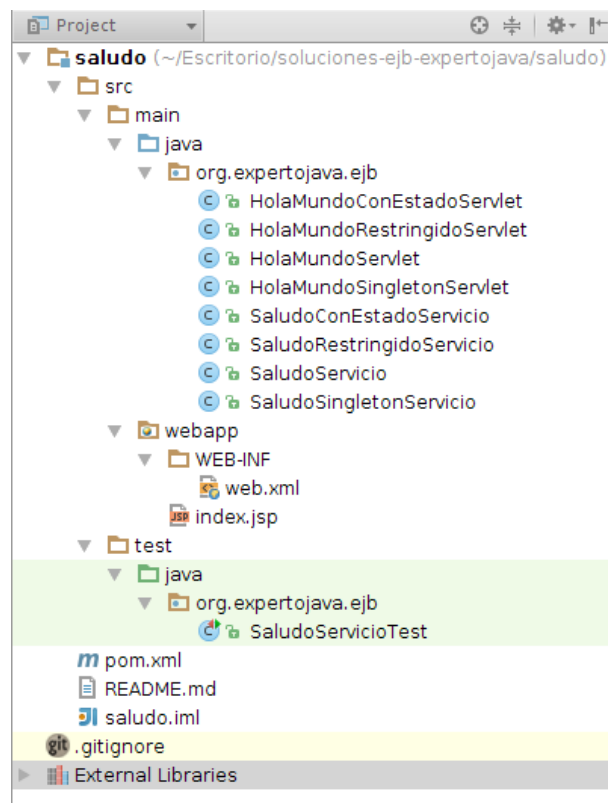 Project
saludo (~/Escritorio/soluciones-ejb-expertojava/saludo)
src
main
java
org.expertojava.ejb
C HolaMundoConEstadoServlet
C HolaMundoRestringidoServlet
C HolaMundoServlet
C HolaMundoSingletonServlet
C SaludoConEstadoServicio
C SaludoRestringidoServicio
C SaludoServicio
C SaludoSingletonServicio
webapp
WEB-INF
web.xml
JSP index.jsp
test
java
org.expertojava.ejb
C SaludoServicioTest
m pom.xml
README.md
saludo.iml
git .gitignore
External Libraries